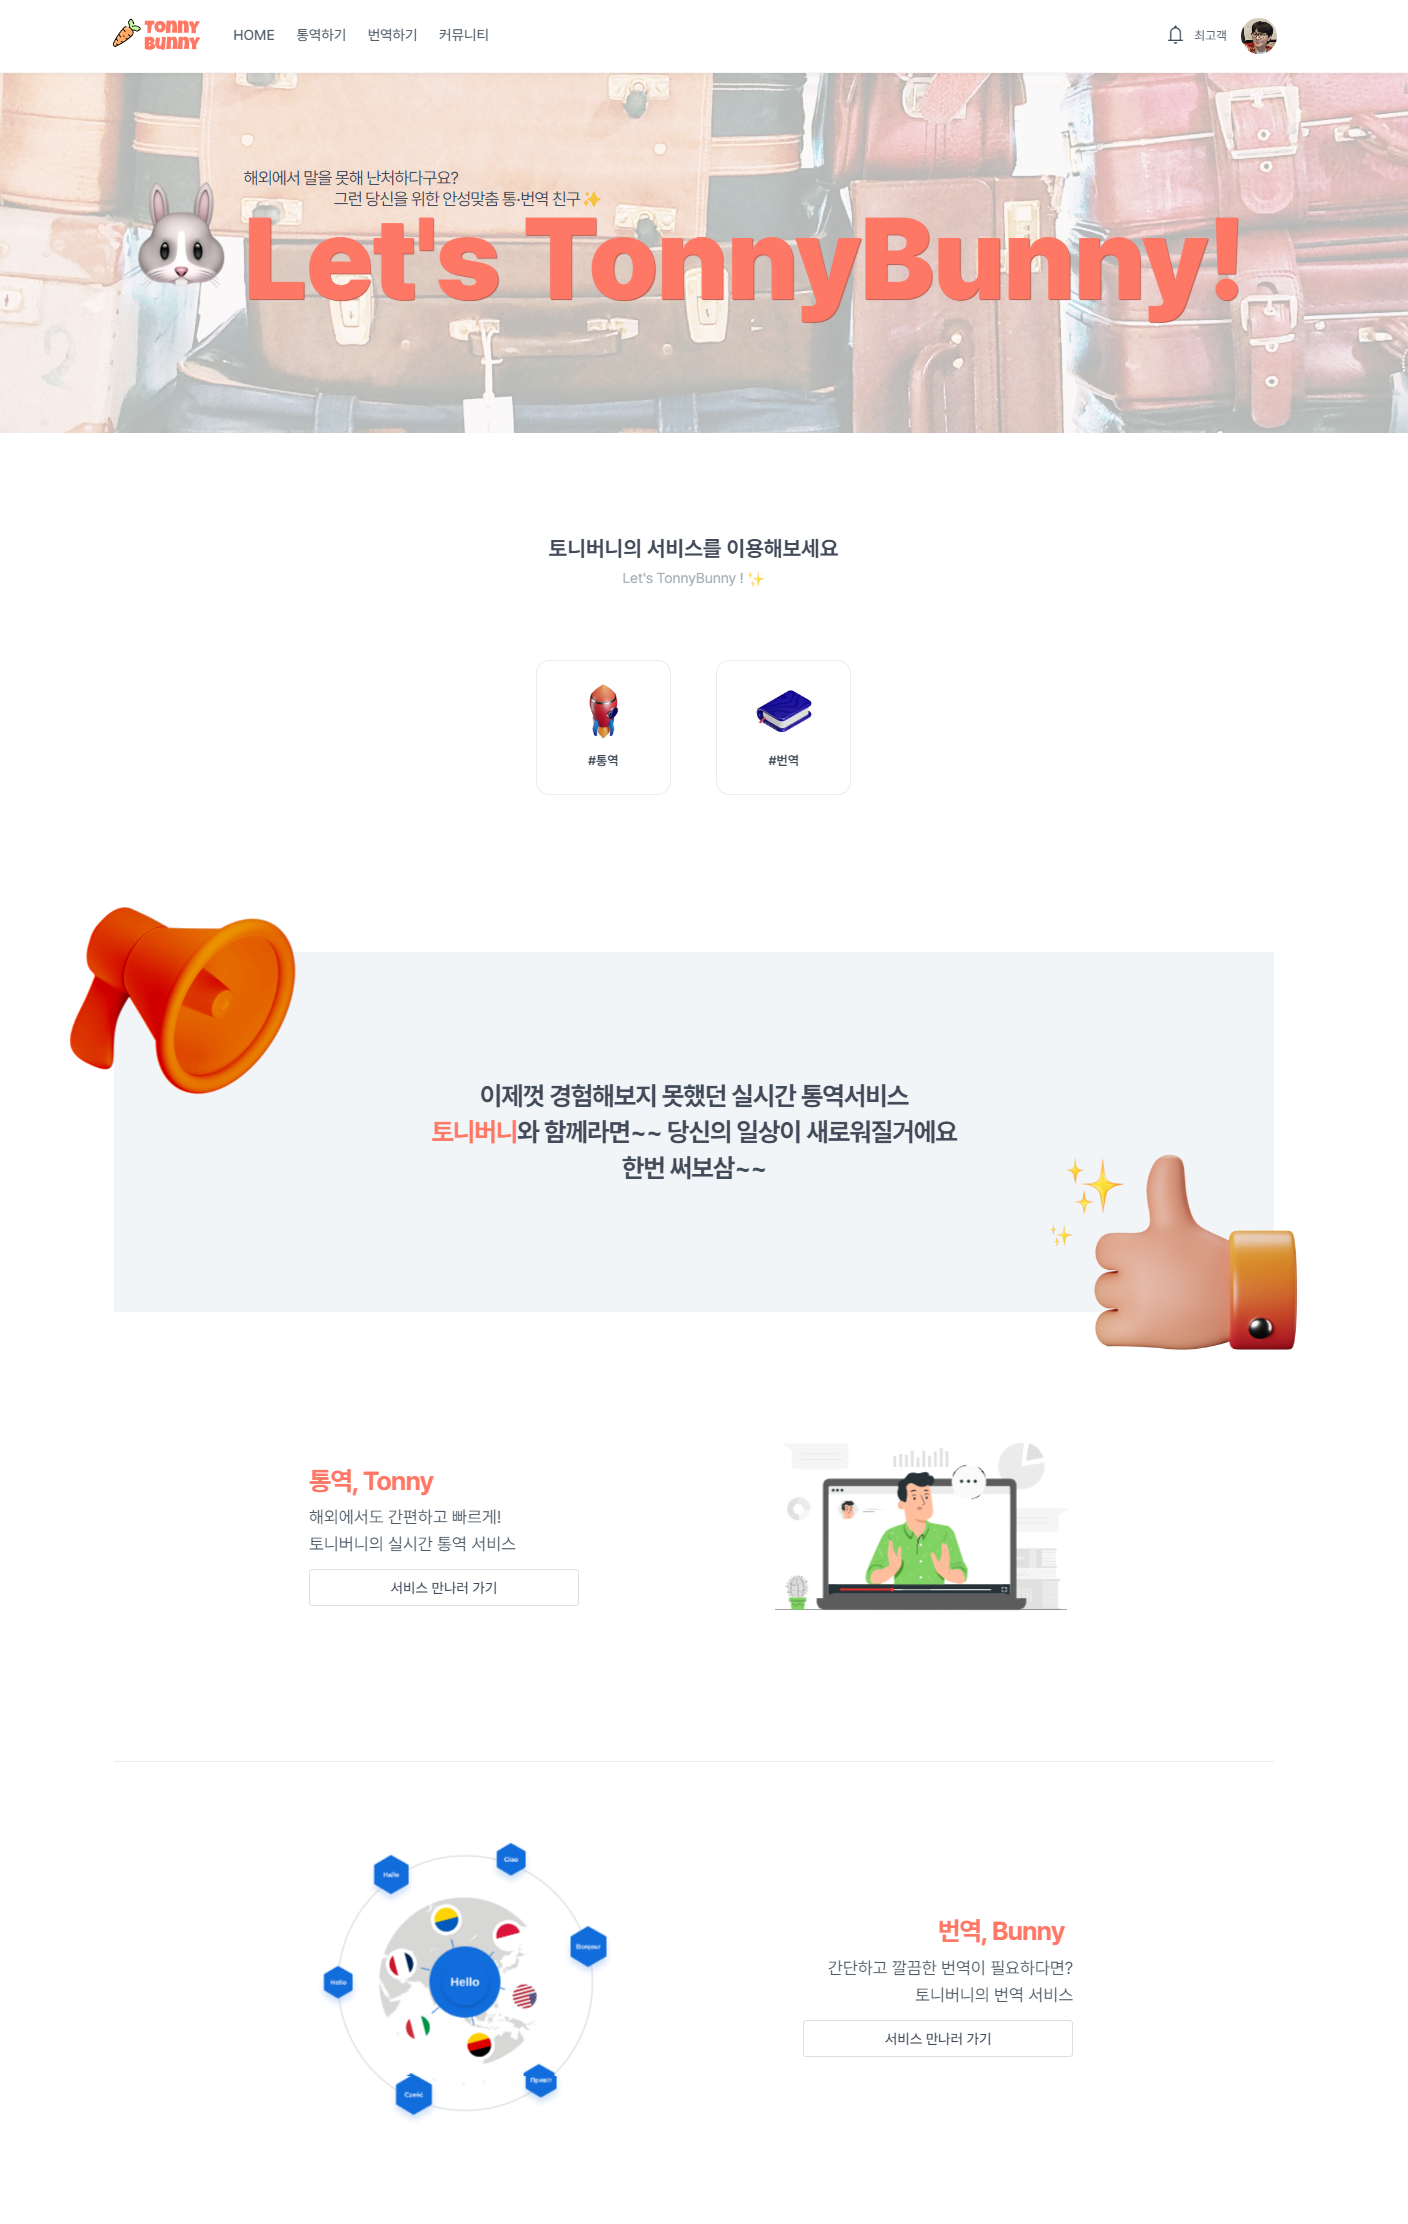 TONNY
BUNNY
HOME 통역하기 번역하기 커뮤니티
최고객
해외에서 말을 못해 난처하다구요?
그런 당신을 위한 안성맞춤 통·번역 친구✨
Let's TonnyBunny!
토니버니의 서비스를 이용해보세요
Let's TonnyBunny ! ✨
#통역
#번역
이제껏 경험해보지 못했던 실시간 통역서비스
토니버니와 함께라면~~ 당신의 일상이 새로워질거에요
한번 써보삼~~
통역, Tonny
해외에서도 간편하고 빠르게!
토니버니의 실시간 통역 서비스
서비스 만나러 가기
Ciao
Hallo
Bonjour
Hello
Hello
Cześć
Привіт
번역, Bunny
간단하고 깔끔한 번역이 필요하다면?
토니버니의 번역 서비스
서비스 만나러 가기